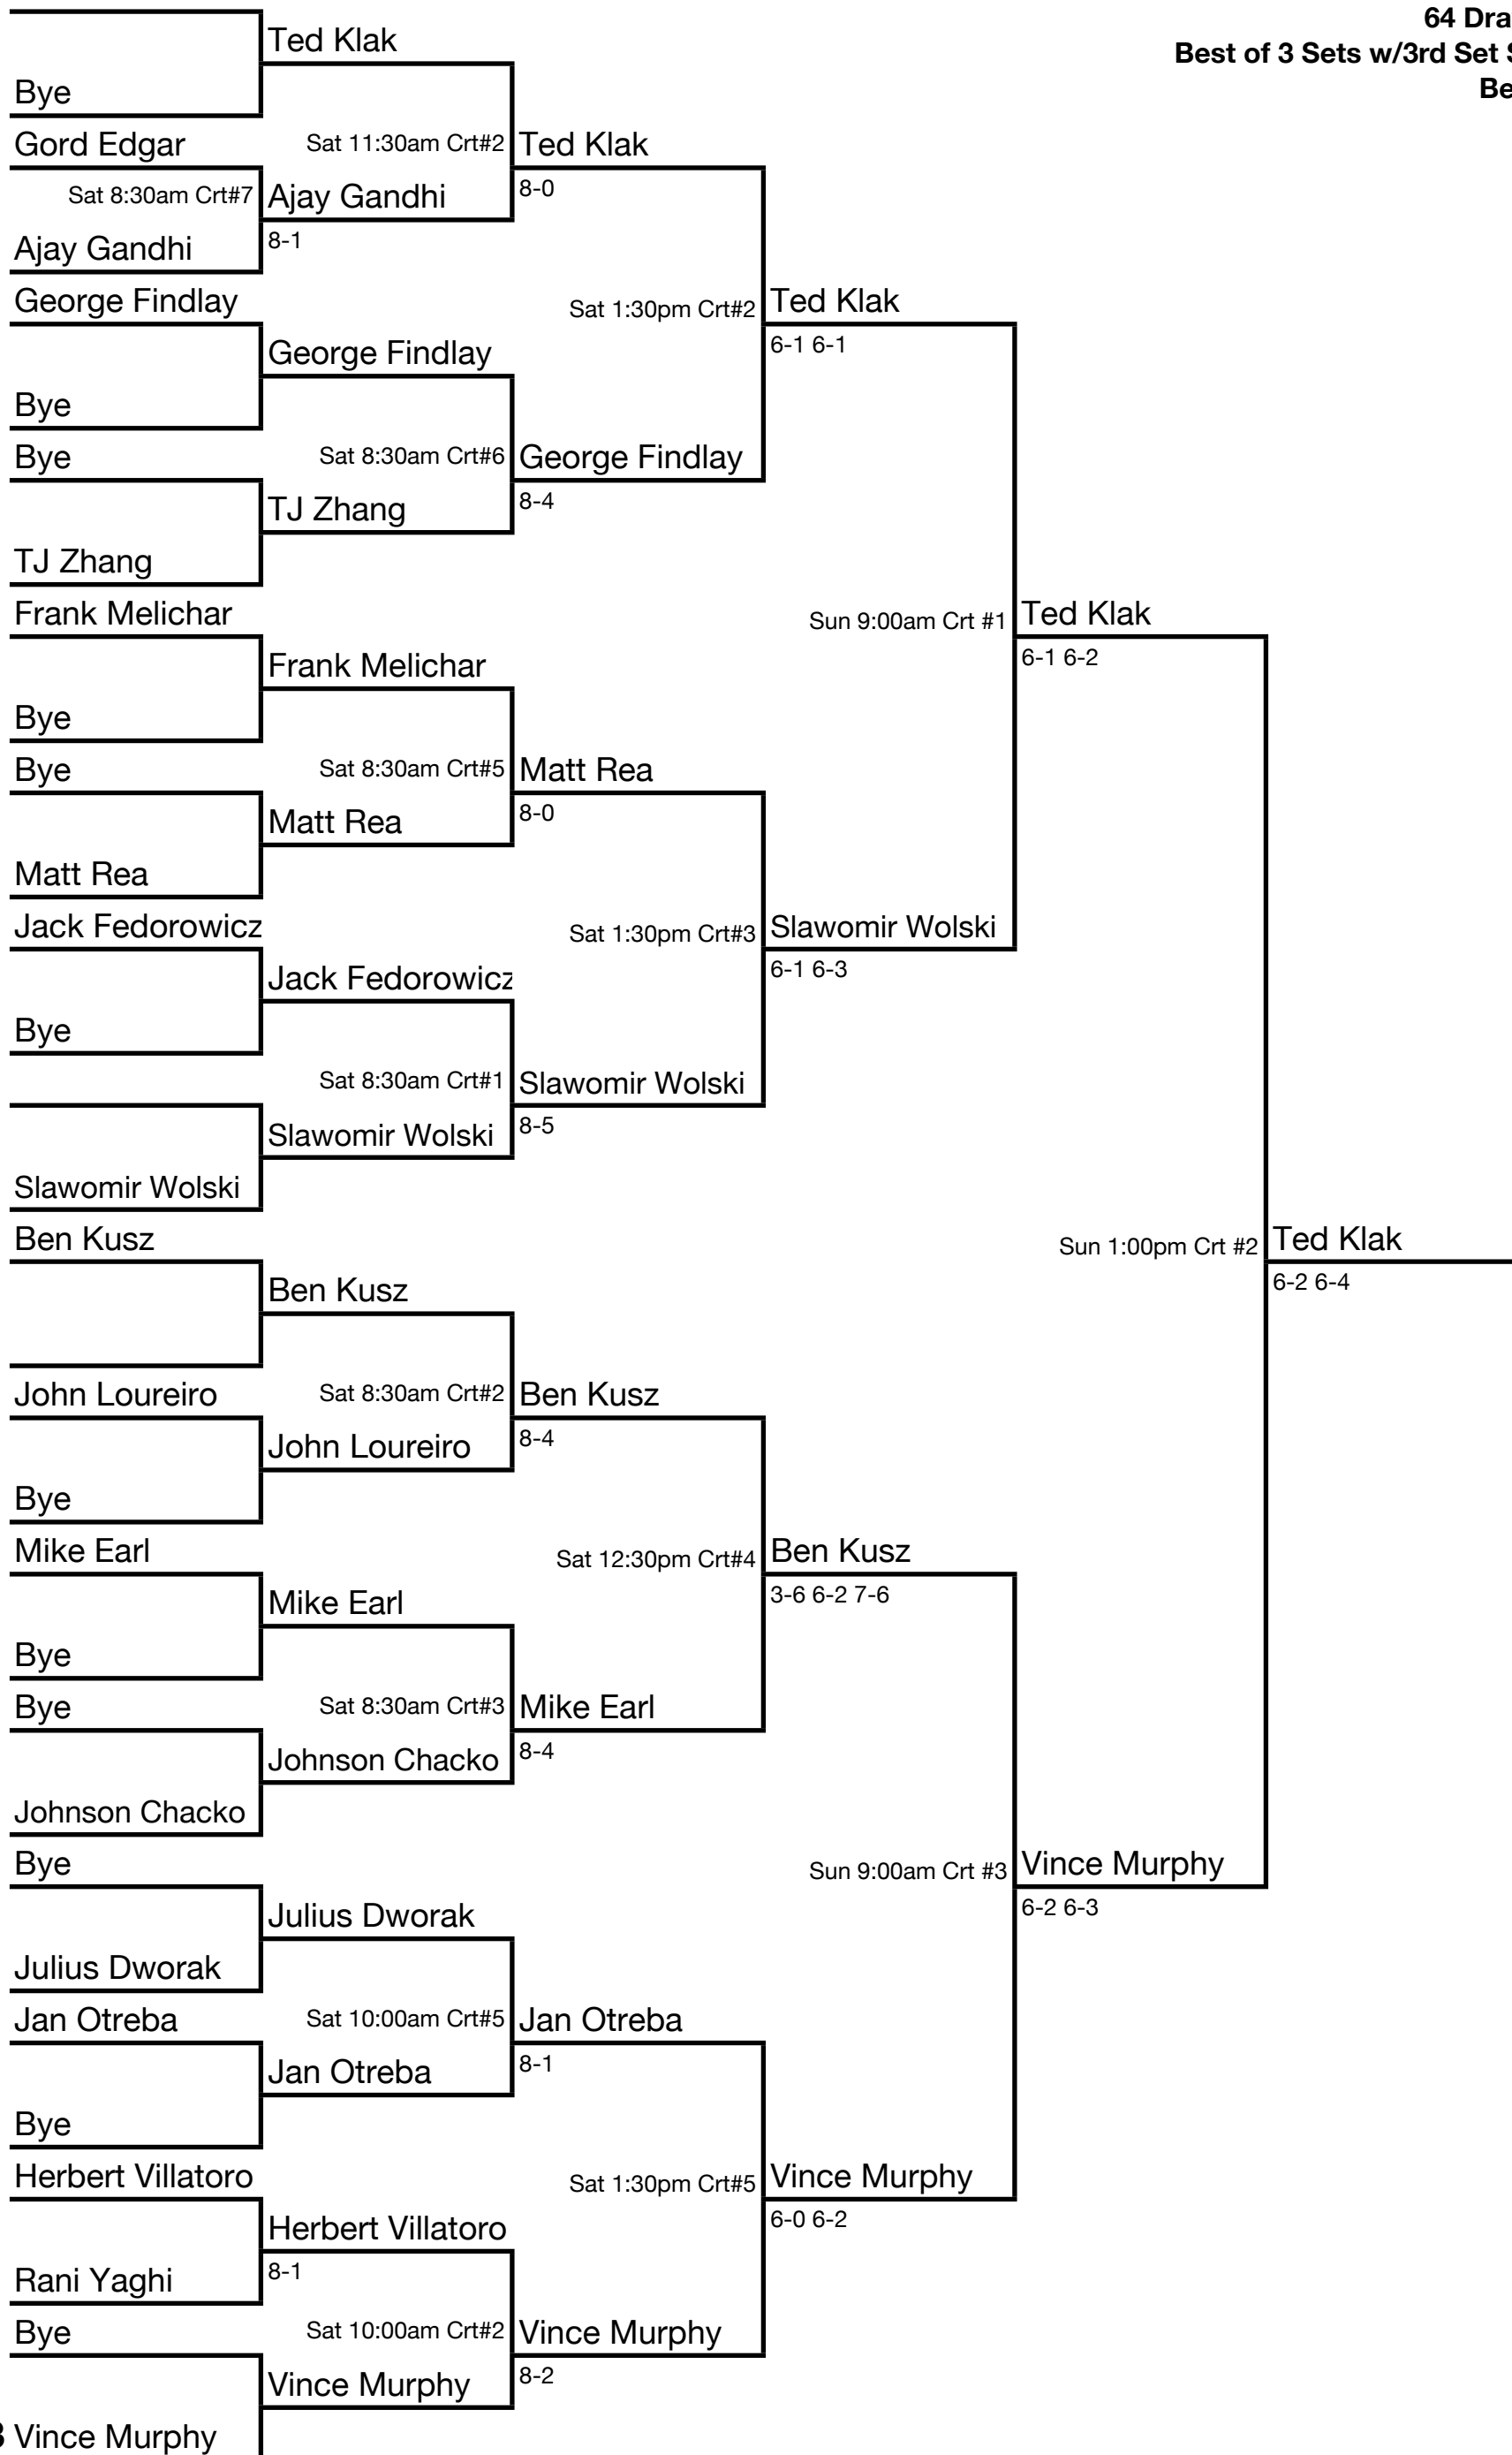 64 Dra
Ted Klak
Best of 3 Sets w/3rd Set S
Be
Bye
Gord Edgar
Sat 11:30am Crt#2
Ted Klak
Sat 8:30am Crt#7
Ajay Gandhi
8-0
Ajay Gandhi
8-1
George Findlay
Sat 1:30pm Crt#2
Ted Klak
6-1 6-1
George Findlay
Bye
Bye
Sat 8:30am Crt#6
George Findlay
TJ Zhang
8-4
TJ Zhang
Frank Melichar
Sun 9:00am Crt #1
Ted Klak
6-1 6-2
Frank Melichar
Bye
Bye
Sat 8:30am Crt#5
Matt Rea
Matt Rea
8-0
Matt Rea
Jack Fedorowicz
Sat 1:30pm Crt#3
Slawomir Wolski
6-1 6-3
Jack Fedorowicz
Bye
Sat 8:30am Crt#1
Slawomir Wolski
Slawomir Wolski
8-5
Slawomir Wolski
Ben Kusz
Sun 1:00pm Crt #2
Ted Klak
6-2 6-4
Ben Kusz
John Loureiro
Sat 8:30am Crt#2
Ben Kusz
John Loureiro
8-4
Bye
Mike Earl
Sat 12:30pm Crt#4
Ben Kusz
3-6 6-2 7-6
Mike Earl
Bye
Bye
Sat 8:30am Crt#3
Mike Earl
Johnson Chacko
8-4
Johnson Chacko
Bye
Sun 9:00am Crt #3
Vince Murphy
6-2 6-3
Julius Dworak
Julius Dworak
Jan Otreba
Sat 10:00am Crt#5
Jan Otreba
Jan Otreba
8-1
Bye
Herbert Villatoro
Sat 1:30pm Crt#5
Vince Murphy
6-0 6-2
Herbert Villatoro
Rani Yaghi
8-1
Bye
Sat 10:00am Crt#2
Vince Murphy
Vince Murphy
8-2
Vince Murphy